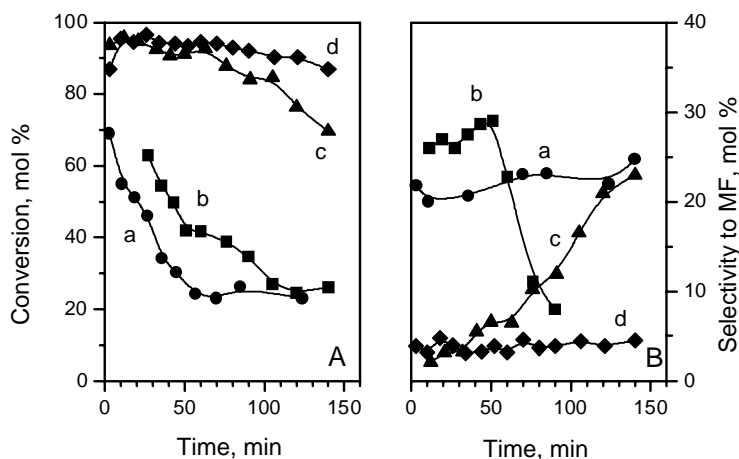 100
80
60
40
20
0
0
50
100
150
Conversion, mol %
Time, min
a
b
c
d
A
40
30
20
10
0
0
50
100
150
Selectivity to MF, mol %
Time, min
b
a
c
d
B